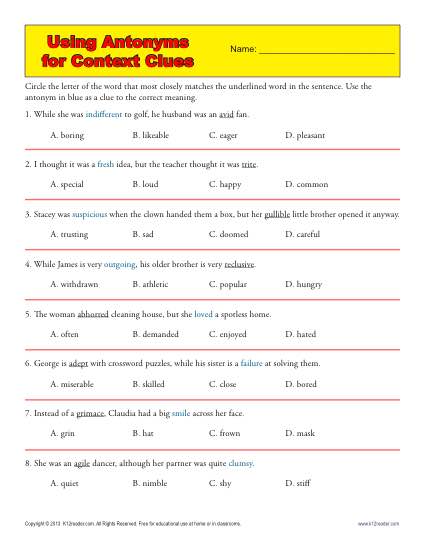 Using Antonyms
for Context Clues
Name: ____________________________
Circle the letter of the word that most closely matches the underlined word in the sentence. Use the
antonym in blue as a clue to the correct meaning.
1. While she was indifferent to golf, he husband was an avid fan.
A. boring B. likeable C. eager D. pleasant
2. I thought it was a fresh idea, but the teacher thought it was trite.
A. special B. loud C. happy D. common
3. Stacey was suspicious when the clown handed them a box, but her gullible little brother opened it anyway.
A. trusting B. sad C. doomed D. careful
4. While James is very outgoing, his older brother is very reclusive.
A. withdrawn B. athletic C. popular D. hungry
5. The woman abhorred cleaning house, but she loved a spotless home.
A. often B. demanded C. enjoyed D. hated
6. George is adept with crossword puzzles, while his sister is a failure at solving them.
A. miserable B. skilled C. close D. bored
7. Instead of a grimace, Claudia had a big smile across her face.
A. grin B. hat C. frown D. mask
8. She was an agile dancer, although her partner was quite clumsy.
A. quiet B. nimble C. shy D. stiff
Copyright © 2013 K12reader.com. All Rights Reserved. Free for educational use at home or in classrooms. www.k12reader.com